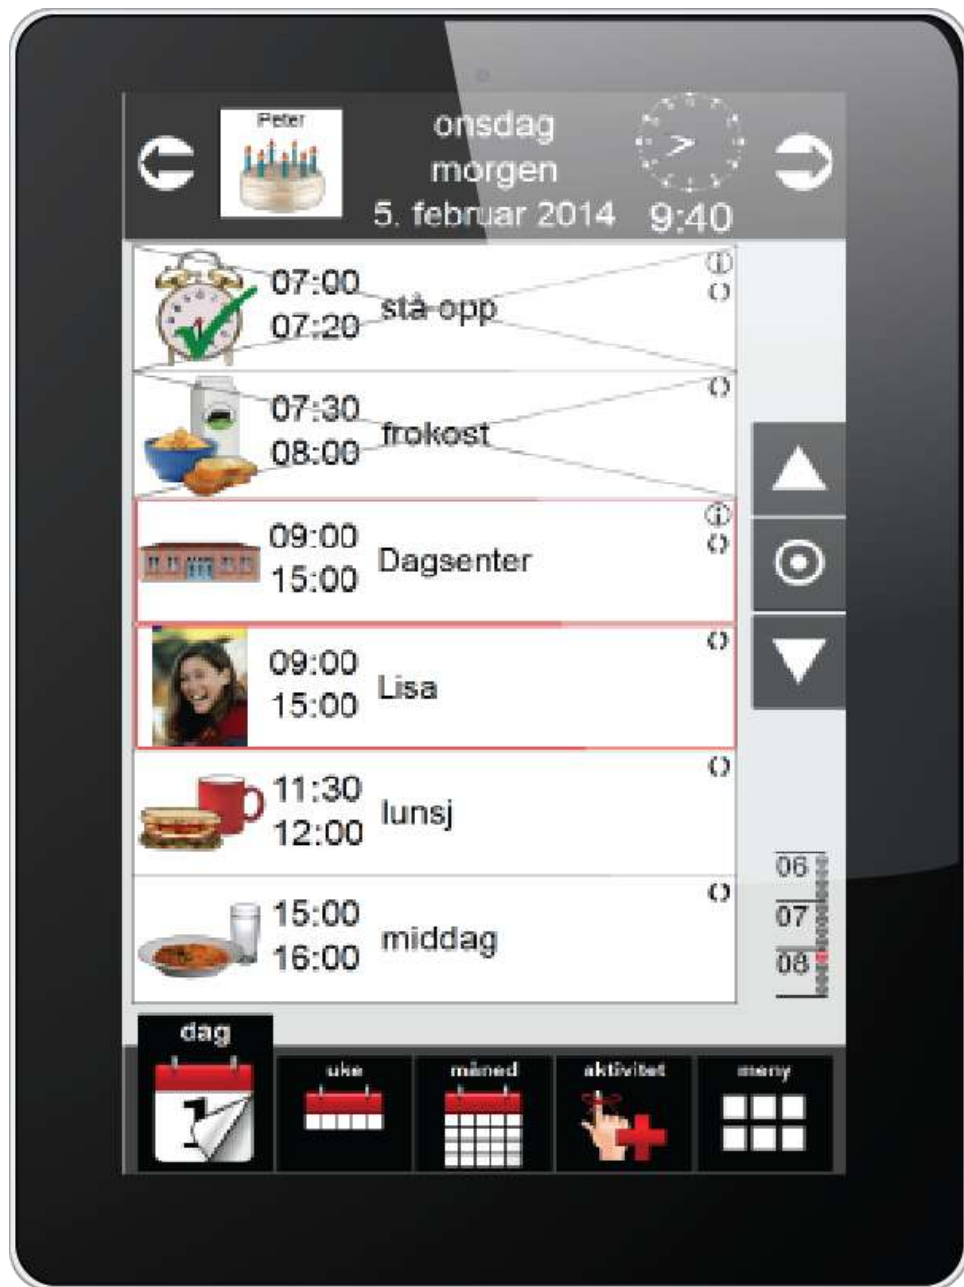 Peter
onsdag
morgen
5. februar 2014
9:40
07:00
07:20
stå opp
07:30
08:00
frokost
09:00
15:00
Dagsenter
09:00
15:00
Lisa
11:30
12:00
lunsj
15:00
16:00
middag
06
07
08
dag
uke
måned
aktivitet
meny
1